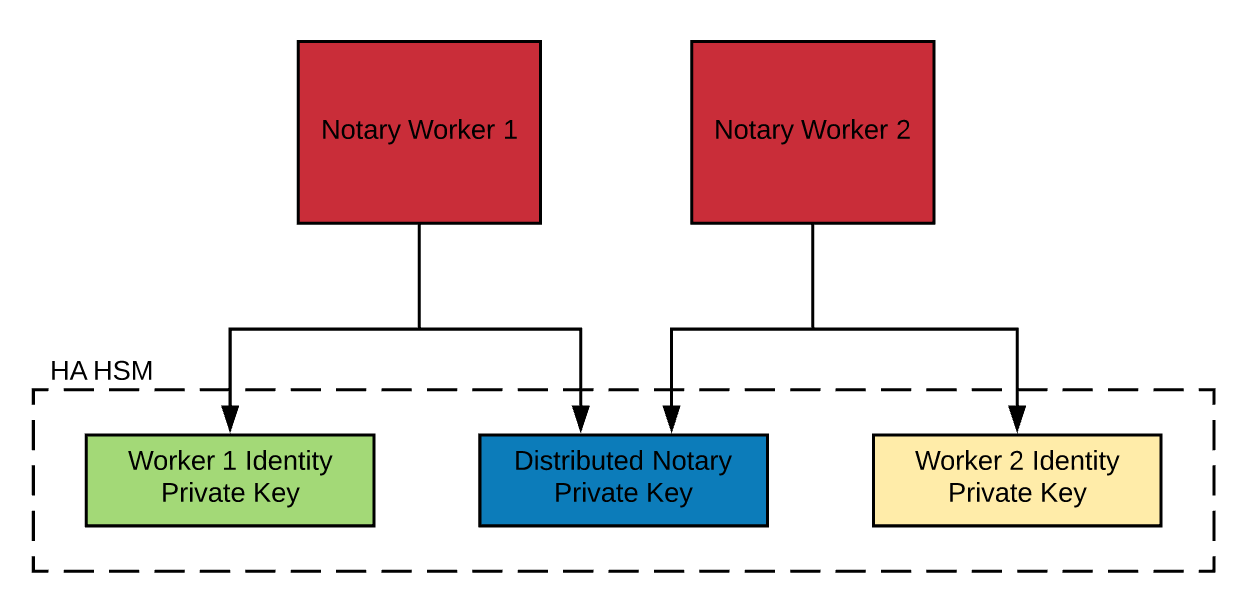 Notary Worker 1
Notary Worker 2
HA HSM
Worker 1 Identity
Private Key
Distributed Notary
Private Key
Worker 2 Identity
Private Key